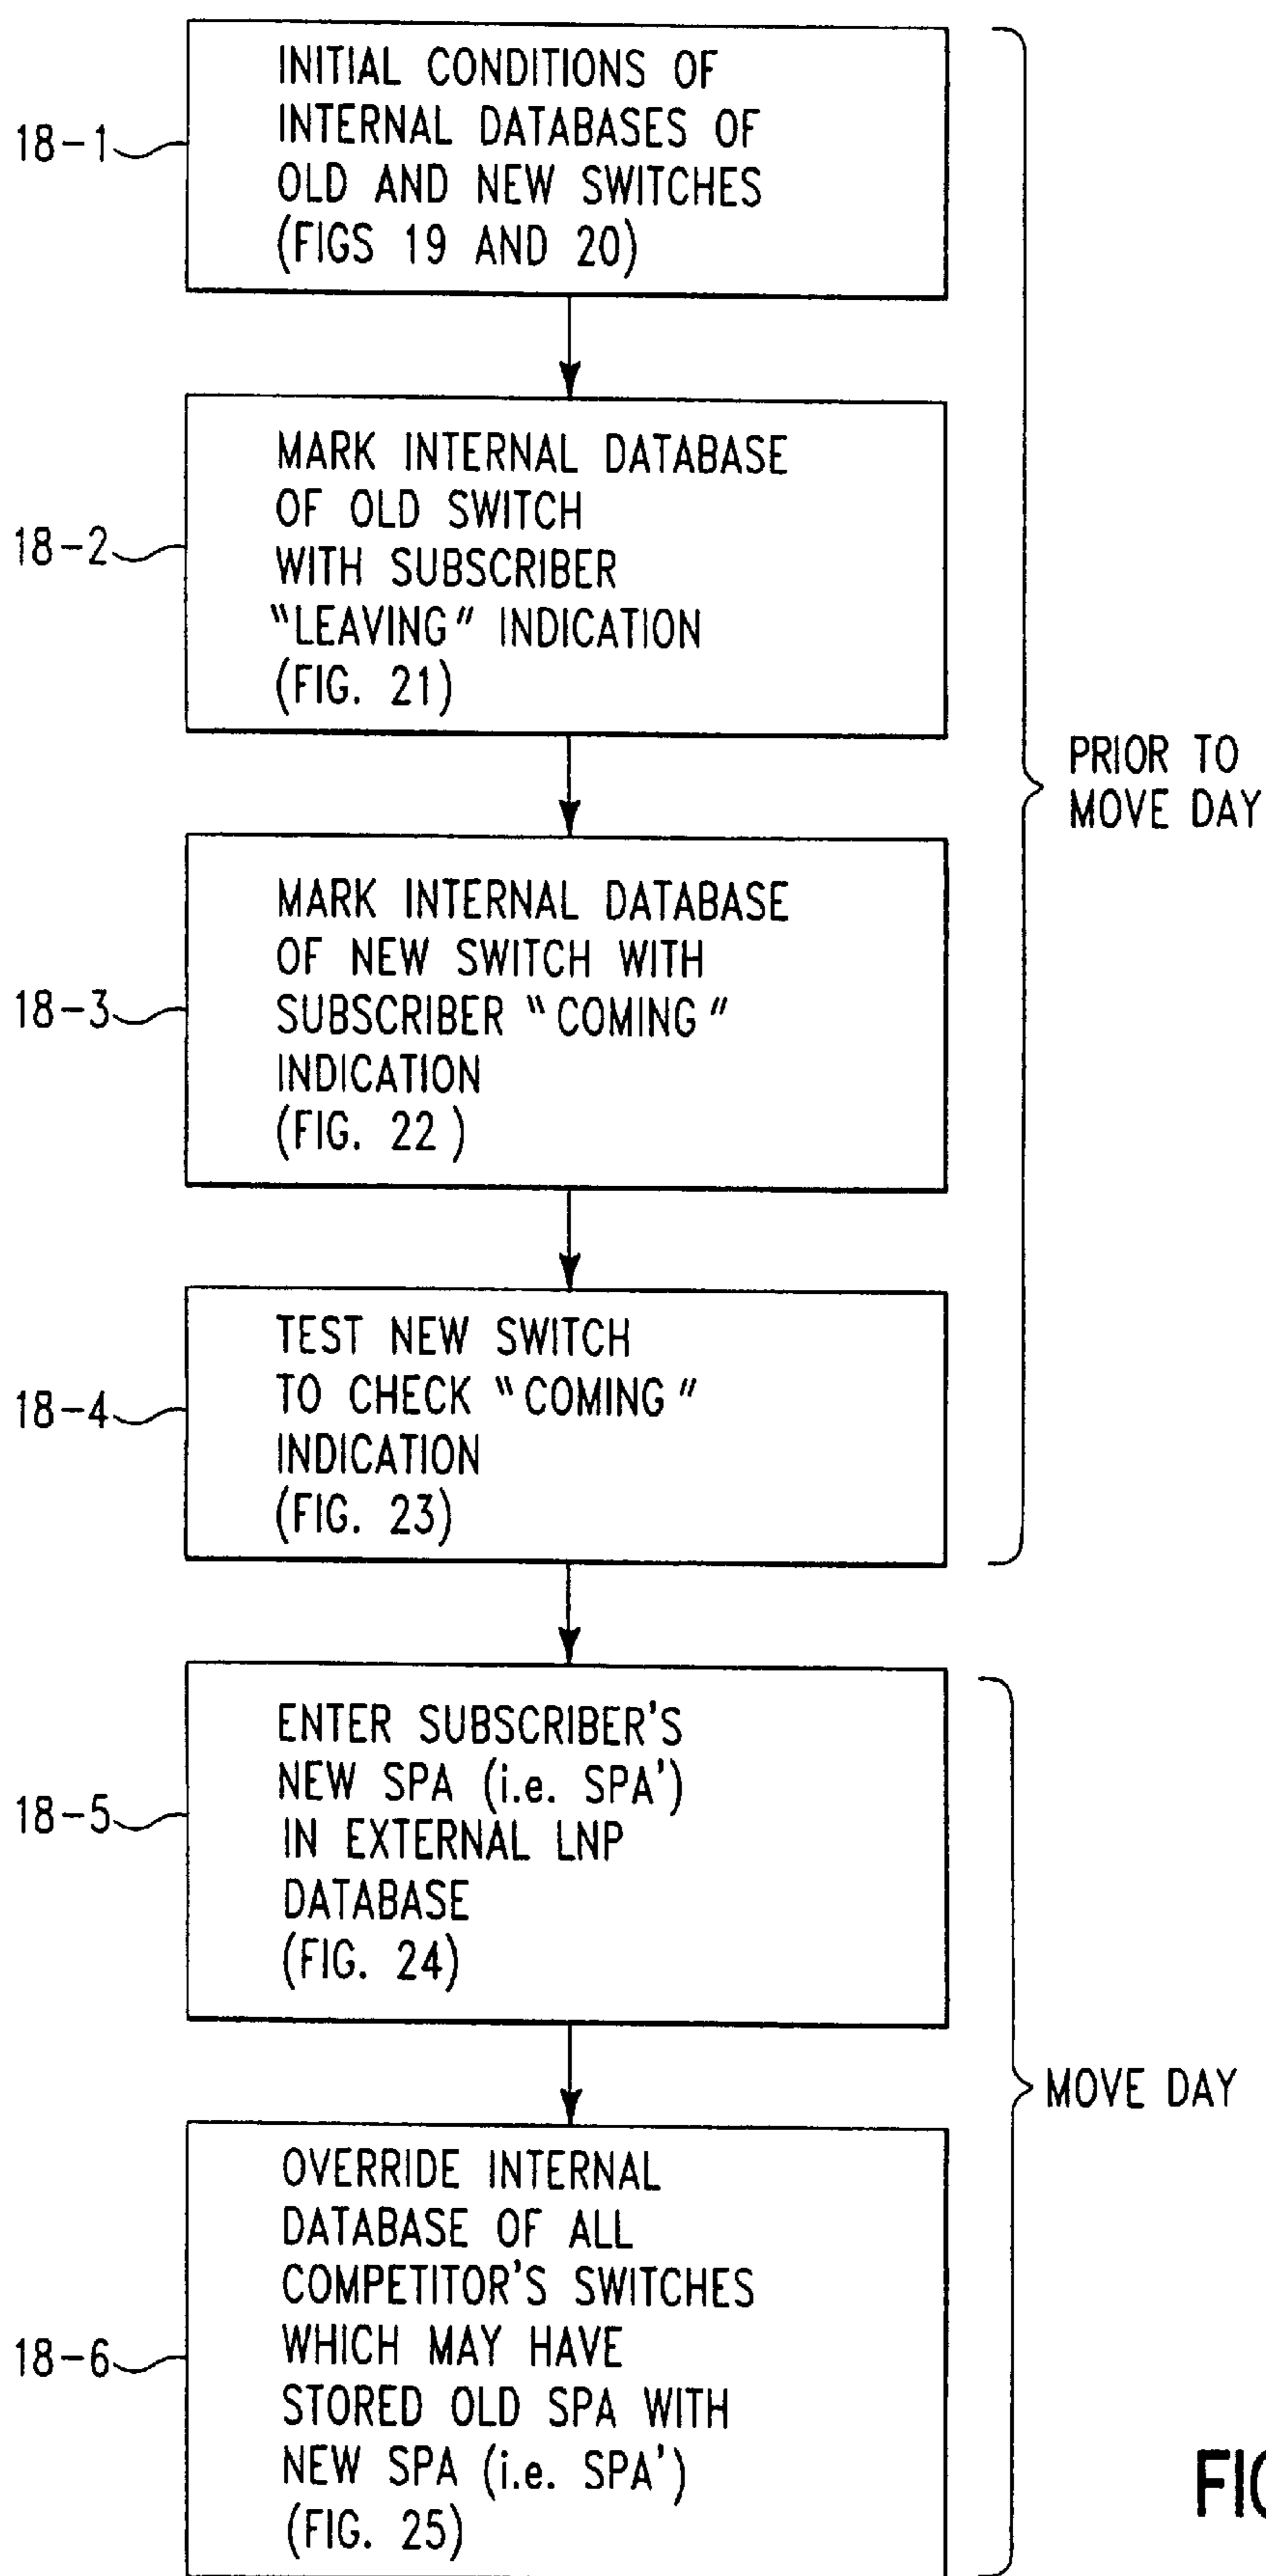 18-1
INITIAL CONDITIONS OF
INTERNAL DATABASES OF
OLD AND NEW SWITCHES
(FIGS 19 AND 20)
18-2
MARK INTERNAL DATABASE
OF OLD SWITCH
WITH SUBSCRIBER
"LEAVING" INDICATION
(FIG. 21)
PRIOR TO
MOVE DAY
18-3
MARK INTERNAL DATABASE
OF NEW SWITCH WITH
SUBSCRIBER "COMING"
INDICATION
(FIG. 22)
18-4
TEST NEW SWITCH
TO CHECK "COMING"
INDICATION
(FIG. 23)
18-5
ENTER SUBSCRIBER'S
NEW SPA (i.e. SPA')
IN EXTERNAL LNP
DATABASE
(FIG. 24)
MOVE DAY
18-6
OVERRIDE INTERNAL
DATABASE OF ALL
COMPETITOR'S SWITCHES
WHICH MAY HAVE
STORED OLD SPA WITH
NEW SPA (i.e. SPA')
(FIG. 25)